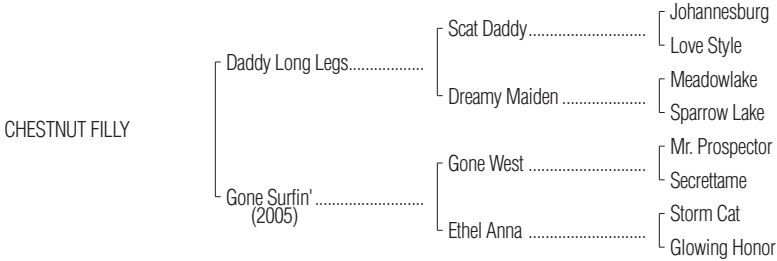 Johannesburg
Scat Daddy
Love Style
Daddy Long Legs
Meadowlake
Dreamy Maiden
Sparrow Lake
CHESTNUT FILLY
Mr. Prospector
Gone West
Secrettame
Gone Surfin'
(2005)
Storm Cat
Ethel Anna
Glowing Honor